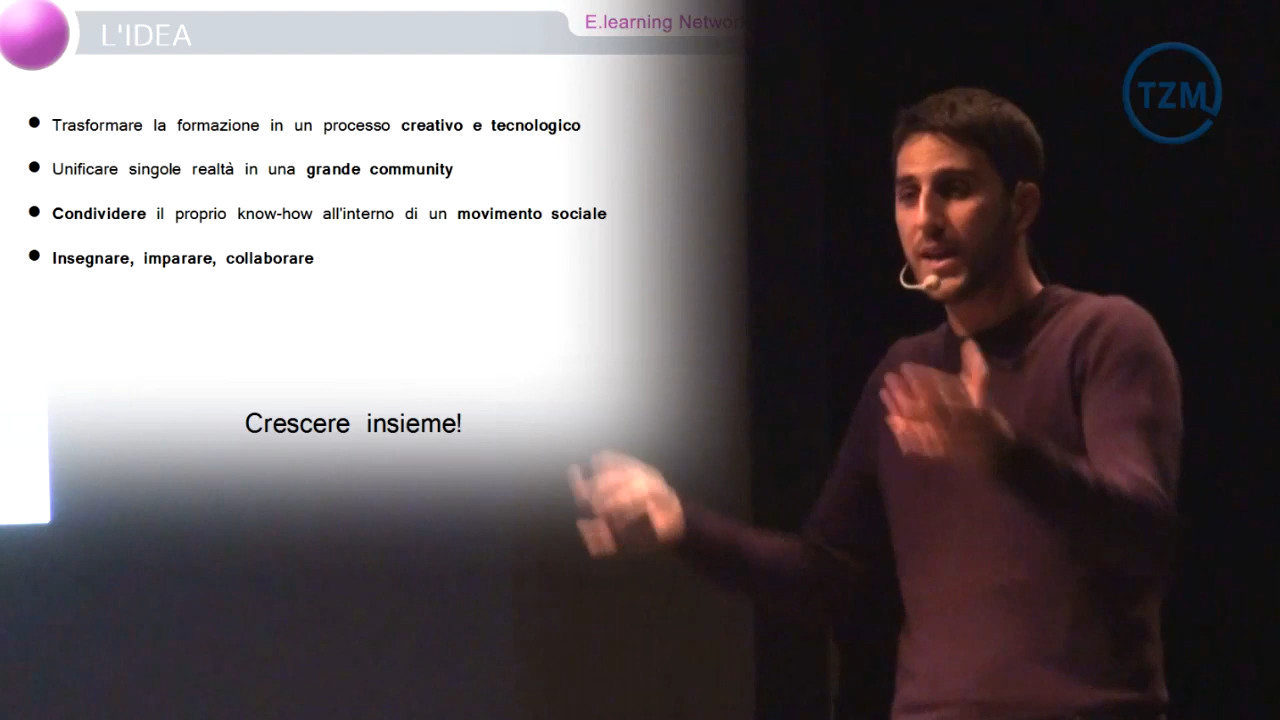 L'IDEA
E.learning Network
Trasformare la formazione in un processo creativo e tecnologico
Unificare singole realtà in una grande community
Condividere il proprio know-how all'interno di un movimento sociale
Insegnare, imparare, collaborare
Crescere insieme!
TZM